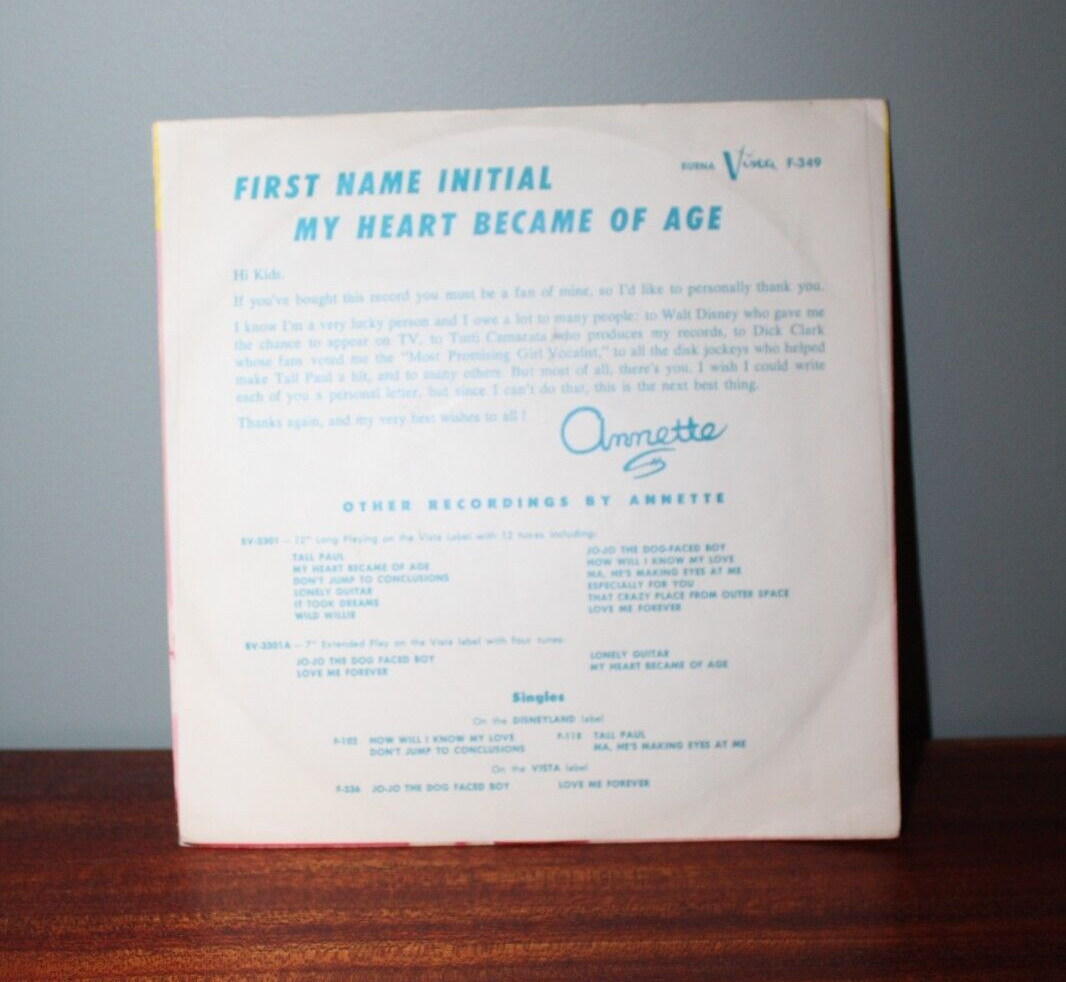 BUENA Vista F-349
FIRST NAME INITIAL
MY HEART BECAME OF AGE
Hi Kids.
If you've bought this record you must be a fan of mine, so I'd like to personally thank you.
I know I'm a very lucky person and I owe a lot to many people: to Walt Disney who gave me
the chance to appear on TV, to Tutti Camarata who produces my records, to Dick Clark
whose fans voted me the "Most Promising Girl Vocalist," to all the disk jockeys who helped
make Tall Paul a hit, and to many others. But most of all, there's you. I wish I could write
each of you s personal letter, but since I can't do that, this is the next best thing.
Thanks again, and my very best wishes to all!
Annette
OTHER RECORDINGS BY ANNETTE
BV-3301 – 12" Long Playing on the Vista Label with 12 tunes including:
TALL PAUL
MY HEART BECAME OF AGE
DON'T JUMP TO CONCLUSIONS
LONELY GUITAR
IT TOOK DREAMS
WILD WILLIE
JO-JO THE DOG-FACED BOY
HOW WILL I KNOW MY LOVE
MA, HE'S MAKING EYES AT ME
ESPECIALLY FOR YOU
THAT CRAZY PLACE FROM OUTER SPACE
LOVE ME FOREVER
BV-3301A – 7" Extended Play on the Vista label with four tunes:
JO-JO THE DOG FACED BOY
LOVE ME FOREVER
LONELY GUITAR
MY HEART BECAME OF AGE
Singles
On the DISNEYLAND label
F-102 HOW WILL I KNOW MY LOVE
DON'T JUMP TO CONCLUSIONS
F-118 TALL PAUL
MA, HE'S MAKING EYES AT ME
On the VISTA label
F-336 JO-JO THE DOG FACED BOY LOVE ME FOREVER